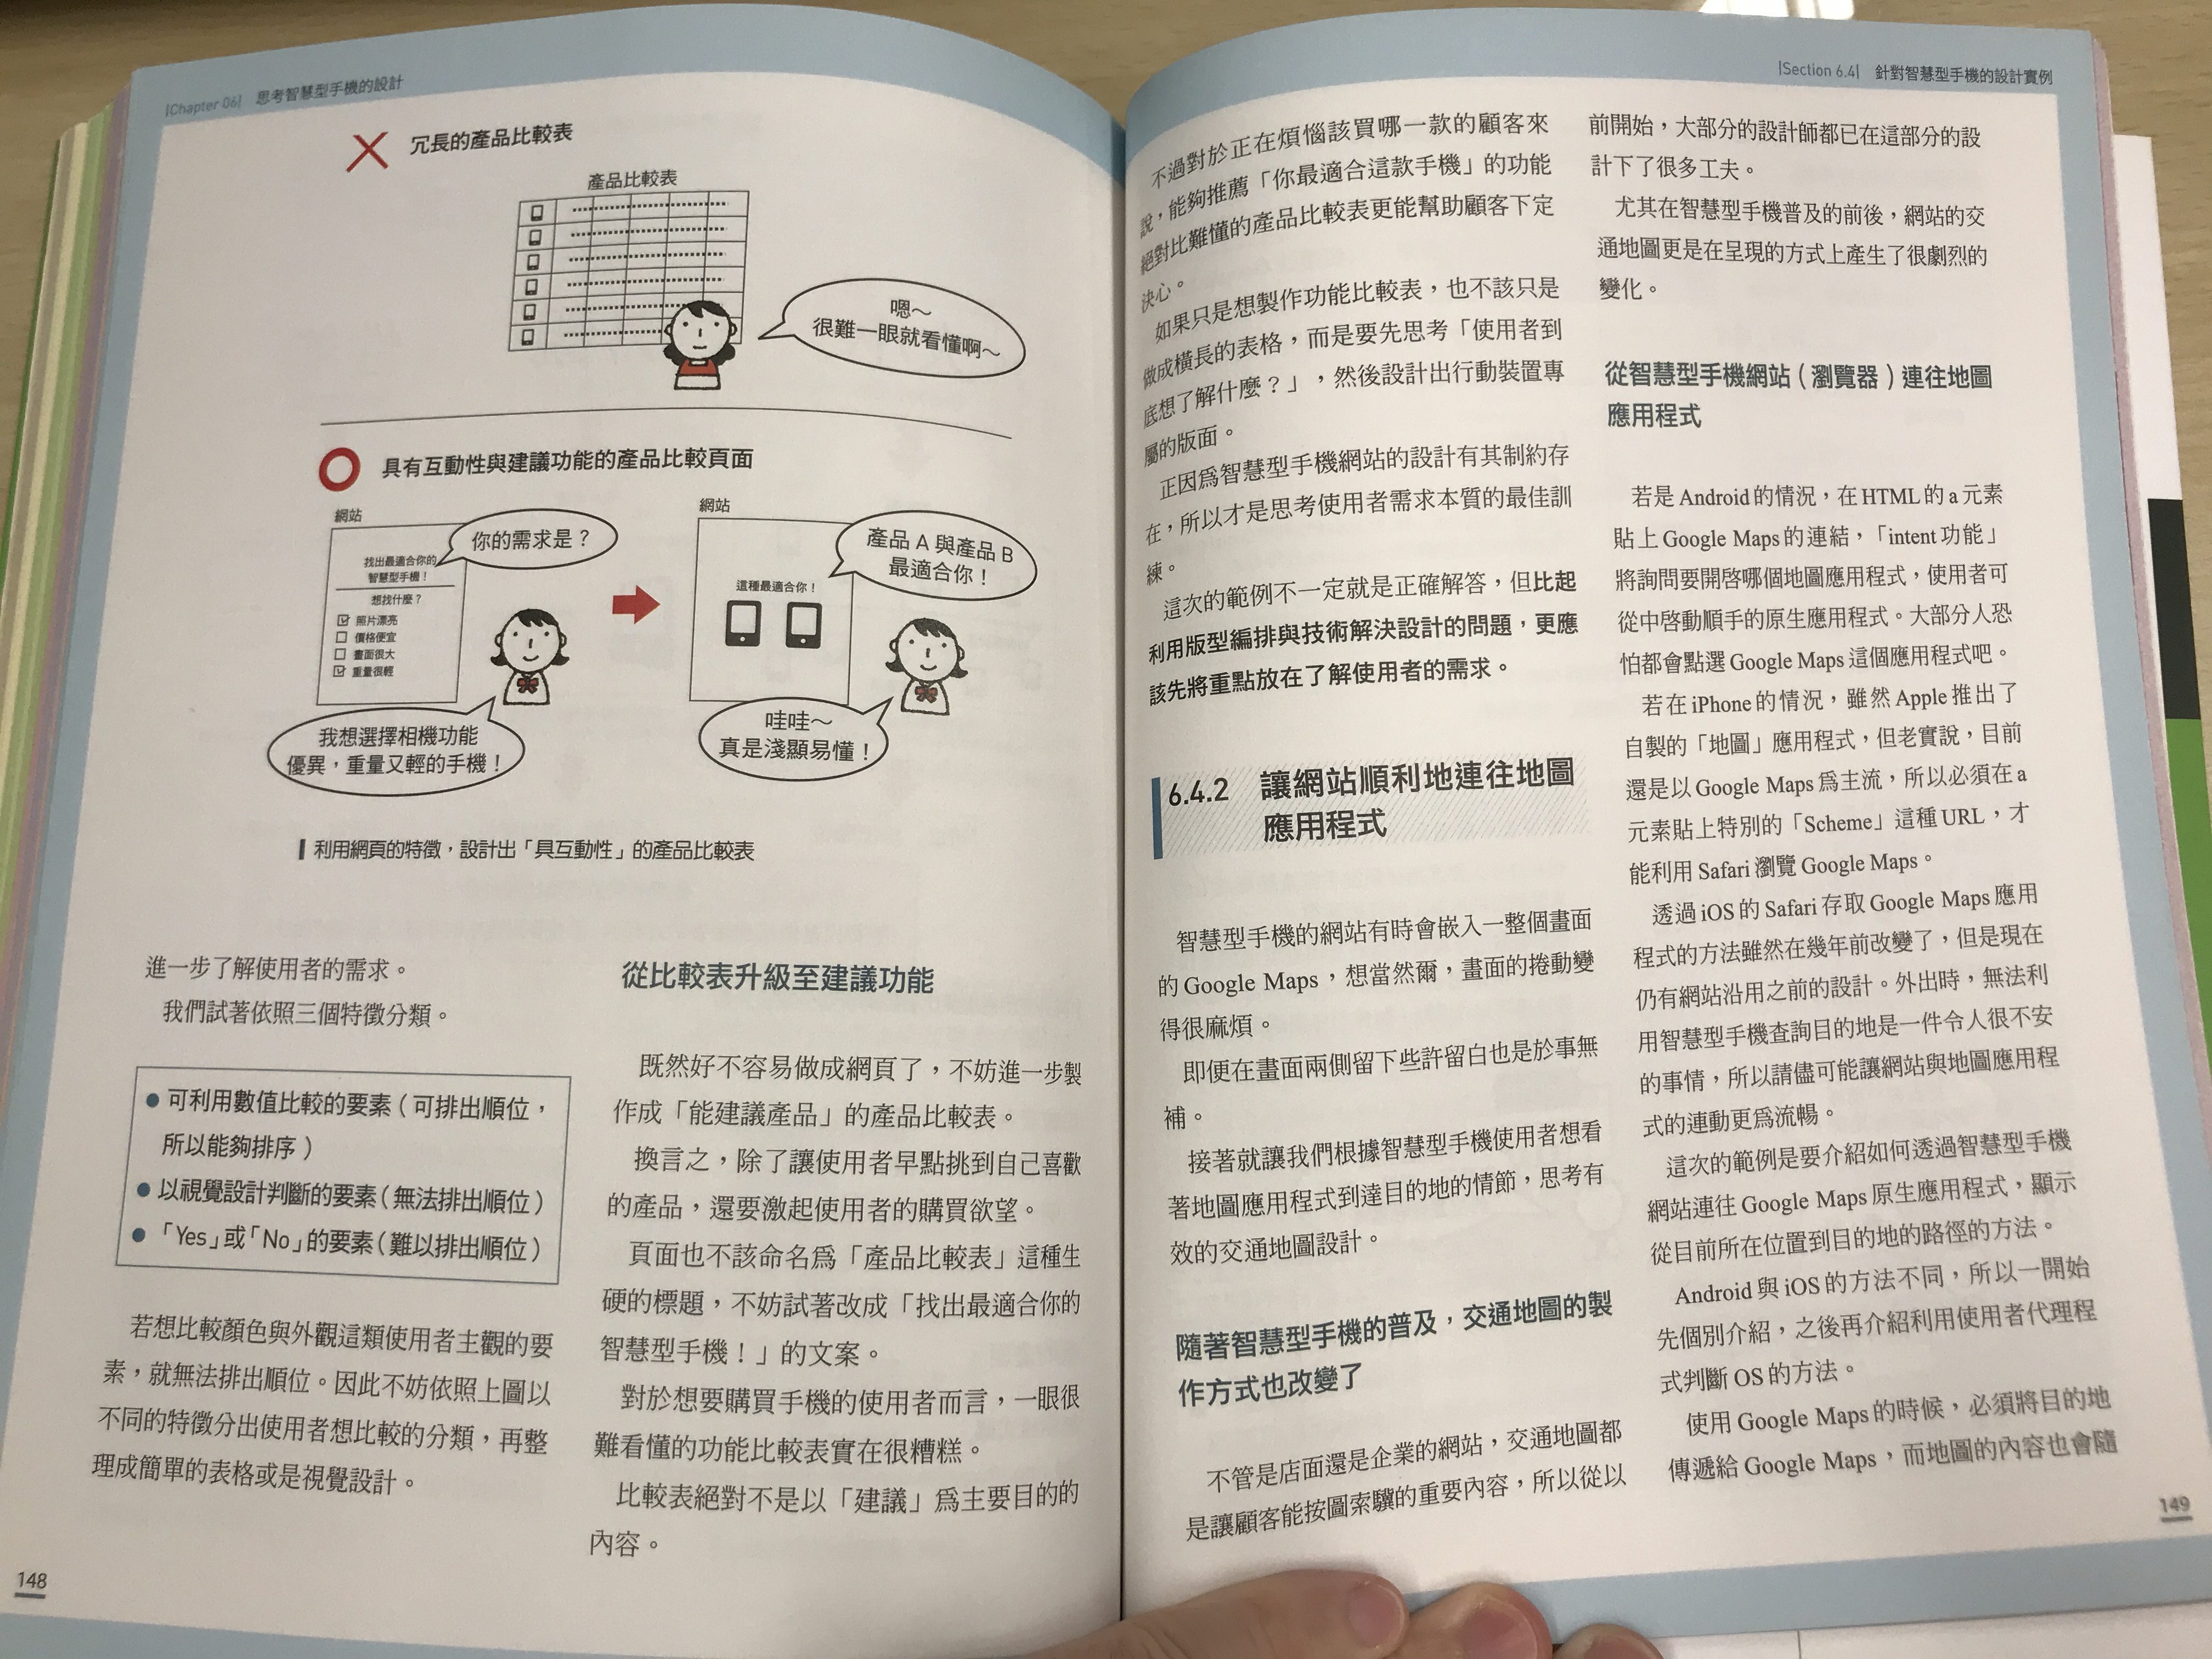 |Chapter 06| 思考智慧型手機的設計
冗長的產品比較表
產品比較表
嗯～
很難一眼就看懂啊～
具有互動性與建議功能的產品比較頁面
網站
你的需求是？
找出最適合你的
智慧型手機！
想找什麼？
照片漂亮
價格便宜
畫面很大
重量很輕
我想選擇相機功能
優異，重量又輕的手機！
網站
產品 A 與產品 B
最適合你！
這種最適合你！
哇哇～
真是淺顯易懂！
利用網頁的特徵，設計出「具互動性」的產品比較表
進一步了解使用者的需求。
我們試著依照三個特徵分類。
● 可利用數值比較的要素（可排出順位，
所以能夠排序）
● 以視覺設計判斷的要素（無法排出順位）
● 「Yes」或「No」的要素（難以排出順位）
若想比較顏色與外觀這類使用者主觀的要
素，就無法排出順位。因此不妨依照上圖以
不同的特徵分出使用者想比較的分類，再整
理成簡單的表格或是視覺設計。
從比較表升級至建議功能
既然好不容易做成網頁了，不妨進一步製
作成「能建議產品」的產品比較表。
換言之，除了讓使用者早點挑到自己喜歡
的產品，還要激起使用者的購買欲望。
頁面也不該命名為「產品比較表」這種生
硬的標題，不妨試著改成「找出最適合你的
智慧型手機！」的文案。
對於想要購買手機的使用者而言，一眼很
難看懂的功能比較表實在很糟糕。
比較表絕對不是以「建議」為主要目的的
內容。
148
|Section 6.4| 針對智慧型手機的設計實例
不過對於正在煩惱該買哪一款的顧客來
說，能夠推薦「你最適合這款手機」的功能
絕對比難懂的產品比較表更能幫助顧客下定
決心。
如果只是想製作功能比較表，也不該只是
做成橫長的表格，而是要先思考「使用者到
底想了解什麼？」，然後設計出行動裝置專
屬的版面。
正因為智慧型手機網站的設計有其制約存
在，所以才是思考使用者需求本質的最佳訓
練。
這次的範例不一定就是正確解答，但比起
利用版型編排與技術解決設計的問題，更應
該先將重點放在了解使用者的需求。
6.4.2 讓網站順利地連往地圖
應用程式
智慧型手機的網站有時會嵌入一整個畫面
的 Google Maps，想當然爾，畫面的捲動變
得很麻煩。
即便在畫面兩側留下些許留白也是於事無
補。
接著就讓我們根據智慧型手機使用者想看
著地圖應用程式到達目的地的情節，思考有
效的交通地圖設計。
隨著智慧型手機的普及，交通地圖的製
作方式也改變了
不管是店面還是企業的網站，交通地圖都
是讓顧客能按圖索驥的重要內容，所以從以
前開始，大部分的設計師都已在這部分的設
計下了很多工夫。
尤其在智慧型手機普及的前後，網站的交
通地圖更是在呈現的方式上產生了很劇烈的
變化。
從智慧型手機網站（瀏覽器）連往地圖
應用程式
若是 Android 的情況，在 HTML 的 a 元素
貼上 Google Maps 的連結，「intent 功能」
將詢問要開啓哪個地圖應用程式，使用者可
從中啓動順手的原生應用程式。大部分人恐
怕都會點選 Google Maps 這個應用程式吧。
若在 iPhone 的情況，雖然 Apple 推出了
自製的「地圖」應用程式，但老實說，目前
還是以 Google Maps 為主流，所以必須在 a
元素貼上特別的「Scheme」這種 URL，才
能利用 Safari 瀏覽 Google Maps。
透過 iOS 的 Safari 存取 Google Maps 應用
程式的方法雖然在幾年前改變了，但是現在
仍有網站沿用之前的設計。外出時，無法利
用智慧型手機查詢目的地是一件令人很不安
的事情，所以請儘可能讓網站與地圖應用程
式的連動更為流暢。
這次的範例是要介紹如何透過智慧型手機
網站連往 Google Maps 原生應用程式，顯示
從目前所在位置到目的地的路徑的方法。
Android 與 iOS 的方法不同，所以一開始
先個別介紹，之後再介紹利用使用者代理程
式判斷 OS 的方法。
使用 Google Maps 的時候，必須將目的地
傳遞給 Google Maps，而地圖的內容也會隨
149